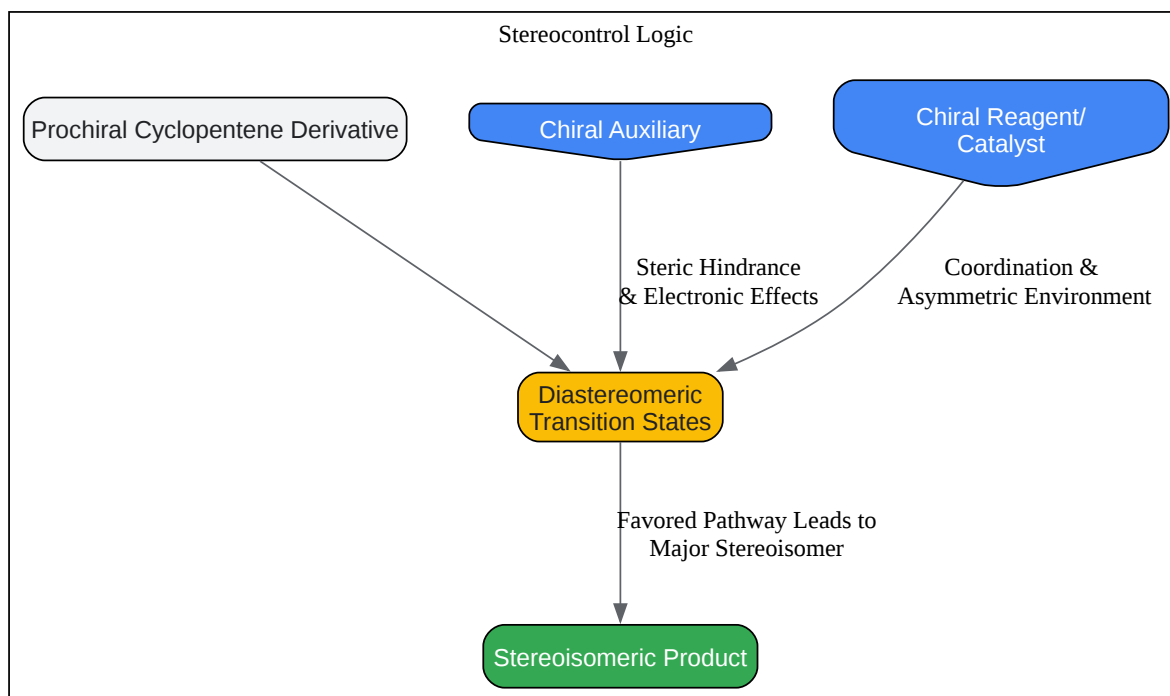 Stereocontrol Logic
Prochiral Cyclopentene Derivative
Chiral Auxiliary
Chiral Reagent/
Catalyst
Steric Hindrance
& Electronic Effects
Coordination &
Asymmetric Environment
Diastereomeric
Transition States
Favored Pathway Leads to
Major Stereoisomer
Stereoisomeric Product